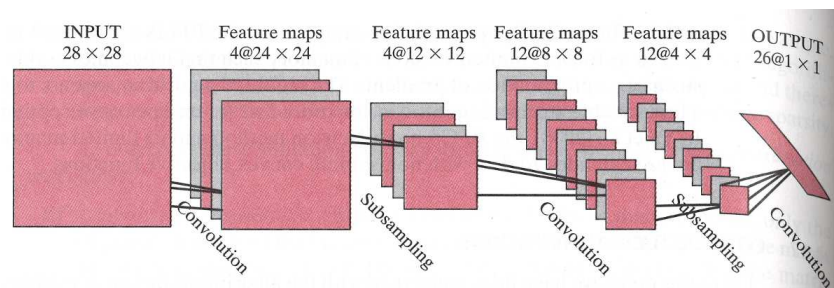 INPUT
28 × 28
Feature maps
4@24 × 24
Feature maps
4@12 × 12
Feature maps
12@8 × 8
Feature maps
12@4 × 4
OUTPUT
26@1 × 1
Convolution
Subsampling
Convolution
Subsampling
Convolution